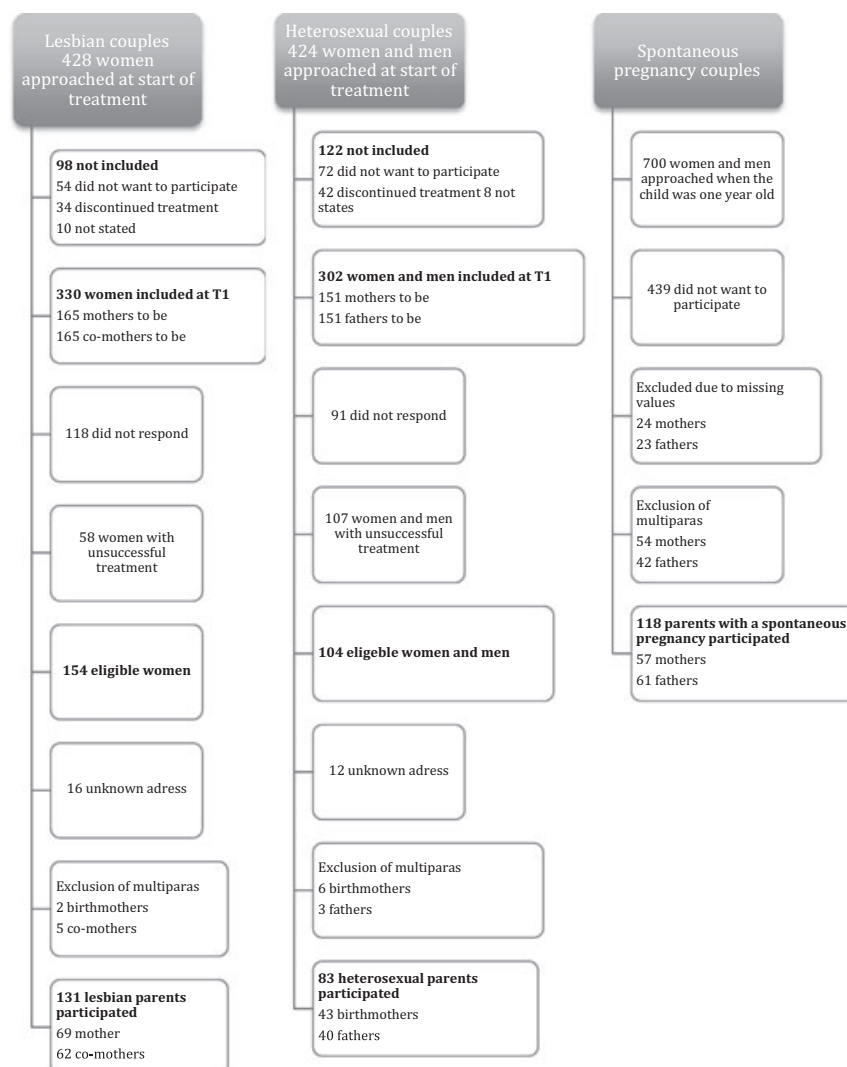 Lesbian couples
428 women
approached at start of
treatment
98 not included
54 did not want to participate
34 discontinued treatment
10 not stated
330 women included at T1
165 mothers to be
165 co-mothers to be
118 did not respond
58 women with
unsuccessful
treatment
154 eligible women
16 unknown adress
Exclusion of multiparas
2 birthmothers
5 co-mothers
131 lesbian parents
participated
69 mother
62 co-mothers
Heterosexual couples
424 women and men
approached at start of
treatment
122 not included
72 did not want to participate
42 discontinued treatment 8 not
states
302 women and men included at T1
151 mothers to be
151 fathers to be
91 did not respond
107 women and men
with unsuccessful
treatment
104 eligeble women and men
12 unknown adress
Exclusion of multiparas
6 birthmothers
3 fathers
83 heterosexual parents
participated
43 birthmothers
40 fathers
Spontaneous
pregnancy couples
700 women and men
approached when the
child was one year old
439 did not want to
participate
Excluded due to missing
values
24 mothers
23 fathers
Exclusion of
multiparas
54 mothers
42 fathers
118 parents with a spontaneous
pregnancy participated
57 mothers
61 fathers